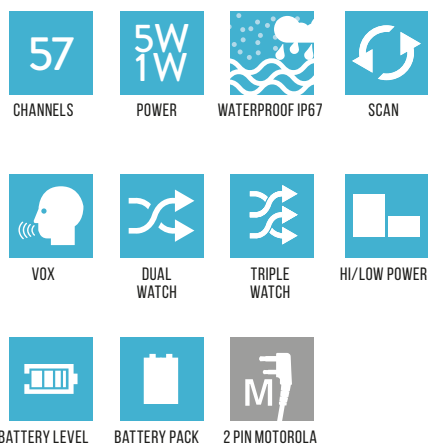 57
5W
1W
CHANNELS
POWER
WATERPROOF IP67
SCAN
VOX
DUAL
WATCH
TRIPLE
WATCH
HI/LOW POWER
M
BATTERY LEVEL
BATTERY PACK
2 PIN MOTOROLA